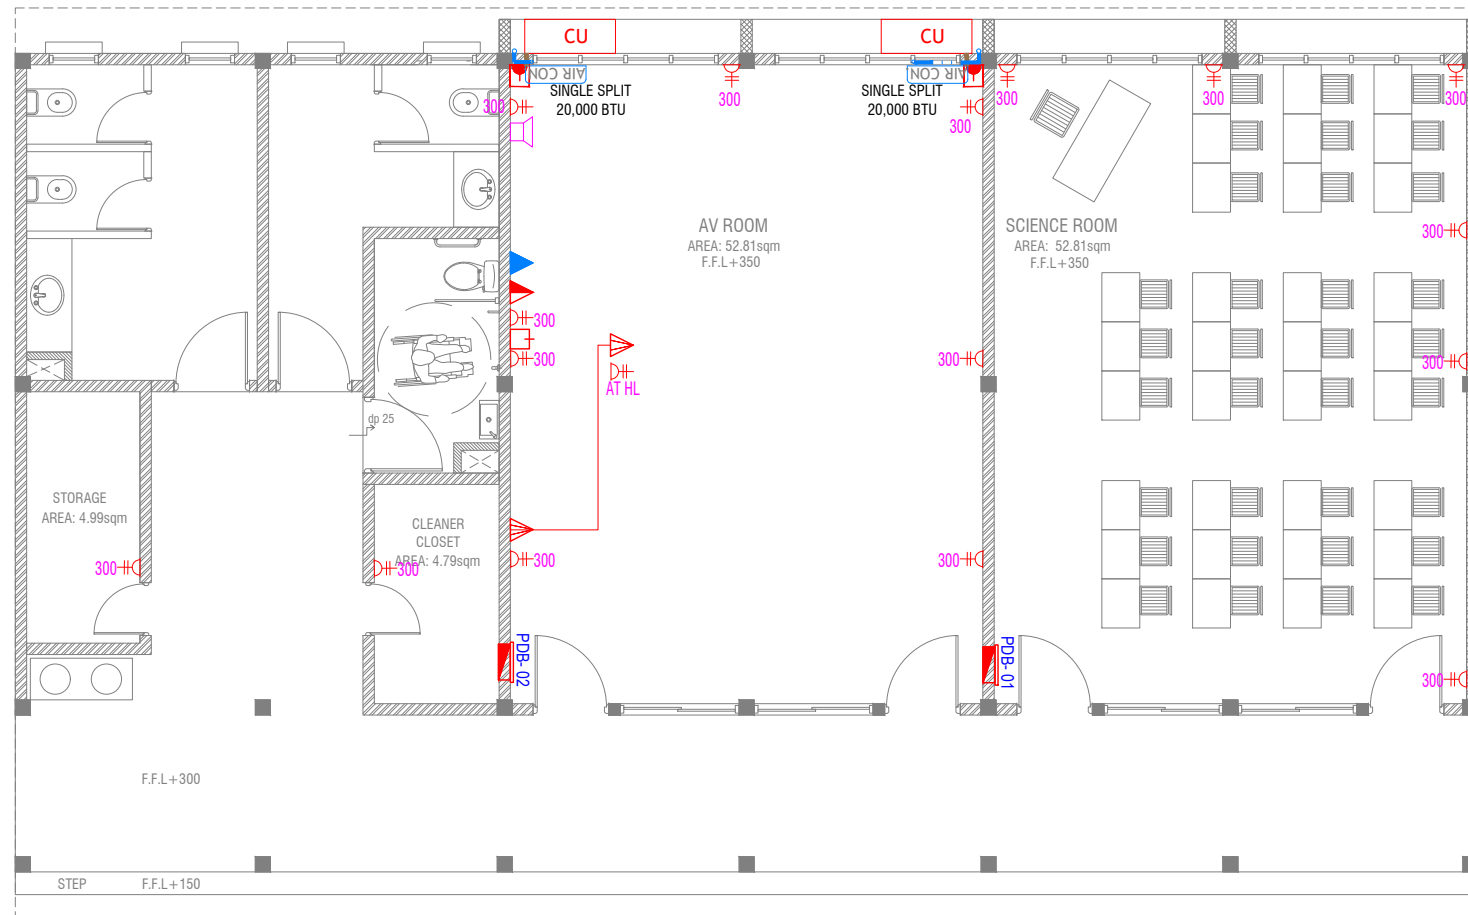 CU
CU
AIR CON
AIR CON
SINGLE SPLIT
20,000 BTU
SINGLE SPLIT
20,000 BTU
300
300
300
300
300
300
AV ROOM
AREA: 52.81sqm
F.F.L+350
SCIENCE ROOM
AREA: 52.81sqm
F.F.L+350
300
300
300
300
300
AT HL
dp 25
STORAGE
AREA: 4.99sqm
CLEANER
CLOSET
AREA: 4.79sqm
300
300
300
300
PDB- 02
PDB- 01
300
F.F.L+300
STEP
F.F.L+150